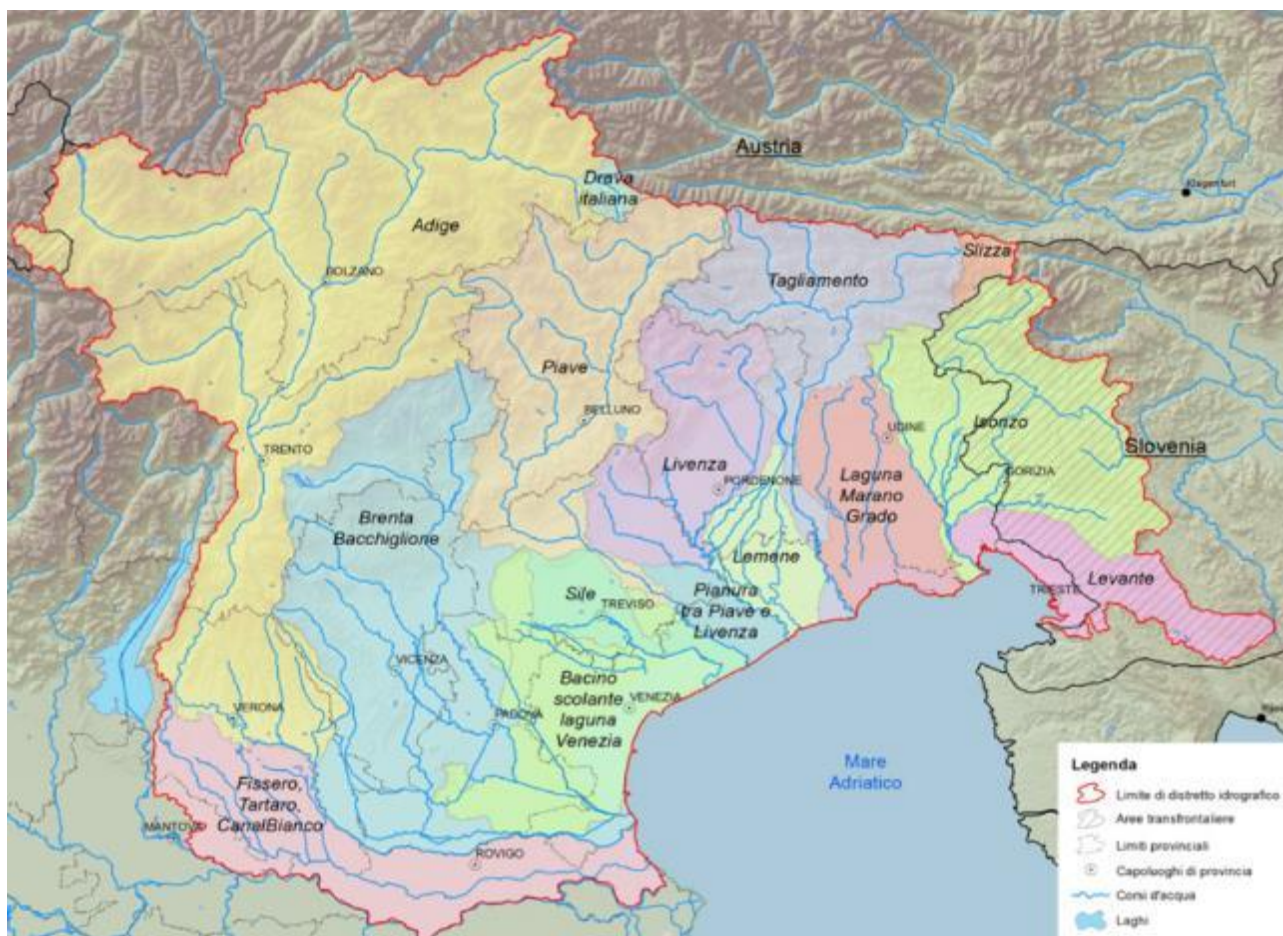 Austria
Klagenfurt
Drava
italiana
Adige
Slizza
BOLZANO
Tagliamento
Piave
BELLUNO
UDINE
Isonzo
Slovenia
TRENTO
Livenza
PORDENONE
GORIZIA
Laguna
Marano
Grado
Brenta
Bacchiglione
Lemene
Levante
TRIESTE
Sile
TREVISO
Pianura
tra Piave e
Livenza
VICENZA
Bacino
scolante
laguna
Venezia
VENEZIA
PADOVA
VERONA
Mare
Adriatico
Fissero,
Tartaro,
CanalBianco
MANTOVA
ROVIGO
Legenda
Limite di distretto idrografico
Aree transfrontaliere
Limiti provinciali
Capoluoghi di provincia
Corsi d'acqua
Laghi